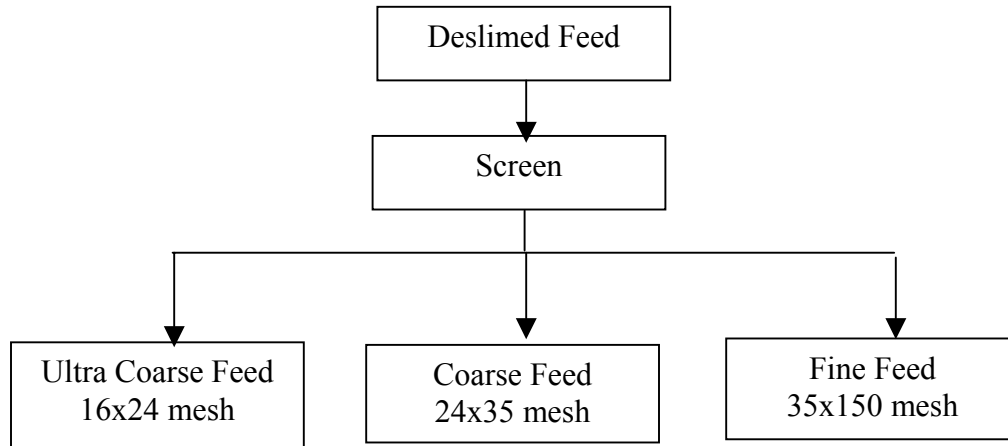 Deslimed Feed
Screen
Ultra Coarse Feed
16x24 mesh
Coarse Feed
24x35 mesh
Fine Feed
35x150 mesh